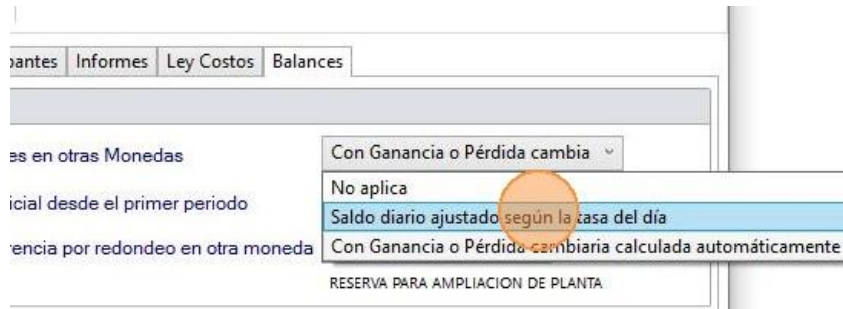 antes Informes Ley Costos Balances
es en otras Monedas Con Ganancia o Pérdida cambia
icial desde el primer periodo No aplica
Saldo diario ajustado según la tasa del día
rencia por redondeo en otra moneda Con Ganancia o Pérdida cambiaria calculada automáticamente
RESERVA PARA AMPLIACION DE PLANTA